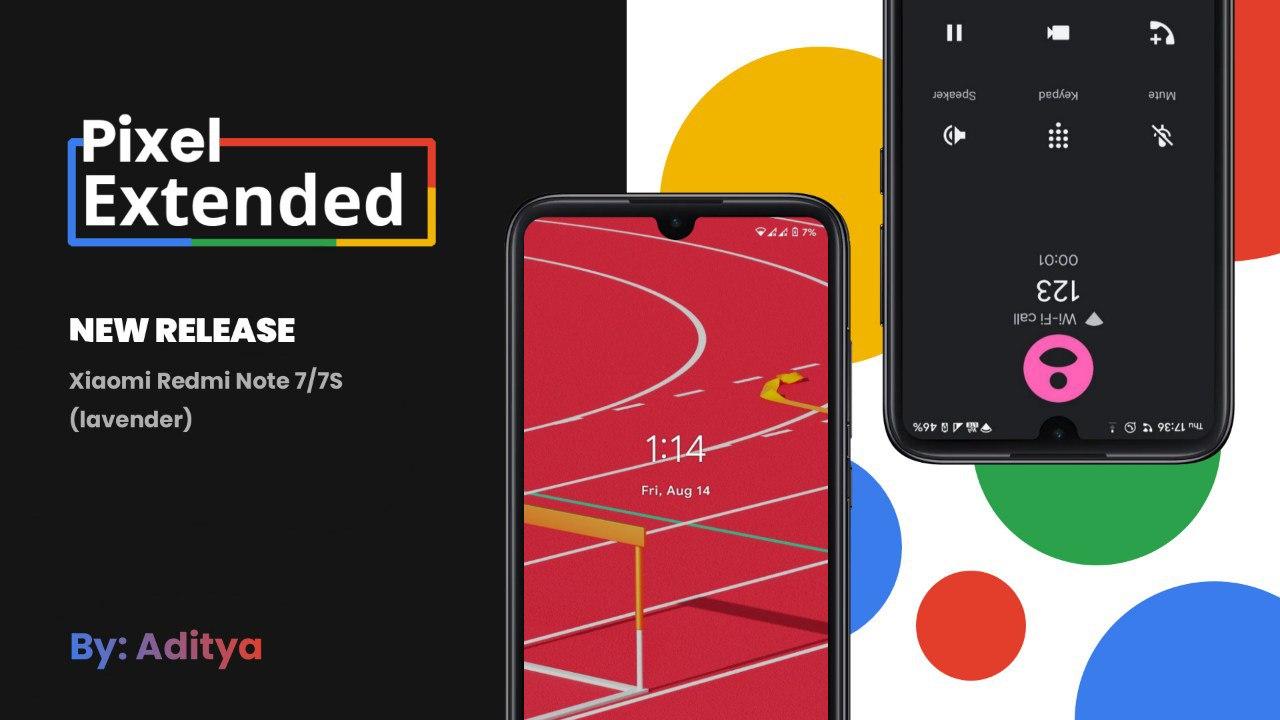 Pixel
Extended
NEW RELEASE
Xiaomi Redmi Note 7/7S
(lavender)
By: Aditya
7%
1:14
Fri, Aug 14
Thu 17:36
46%
Wi-Fi call
123
00:01
Mute
Keypad
Speaker